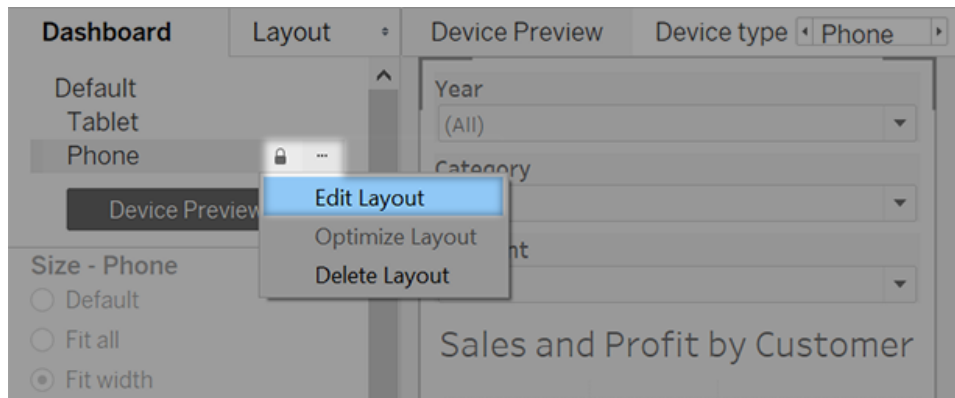 Dashboard Layout Device Preview Device type Phone
Default
Tablet
Phone
Device Preview
Edit Layout
Optimize Layout
Delete Layout
Size - Phone
Default
Fit all
Fit width
Year
(All)
Category
Sales and Profit by Customer